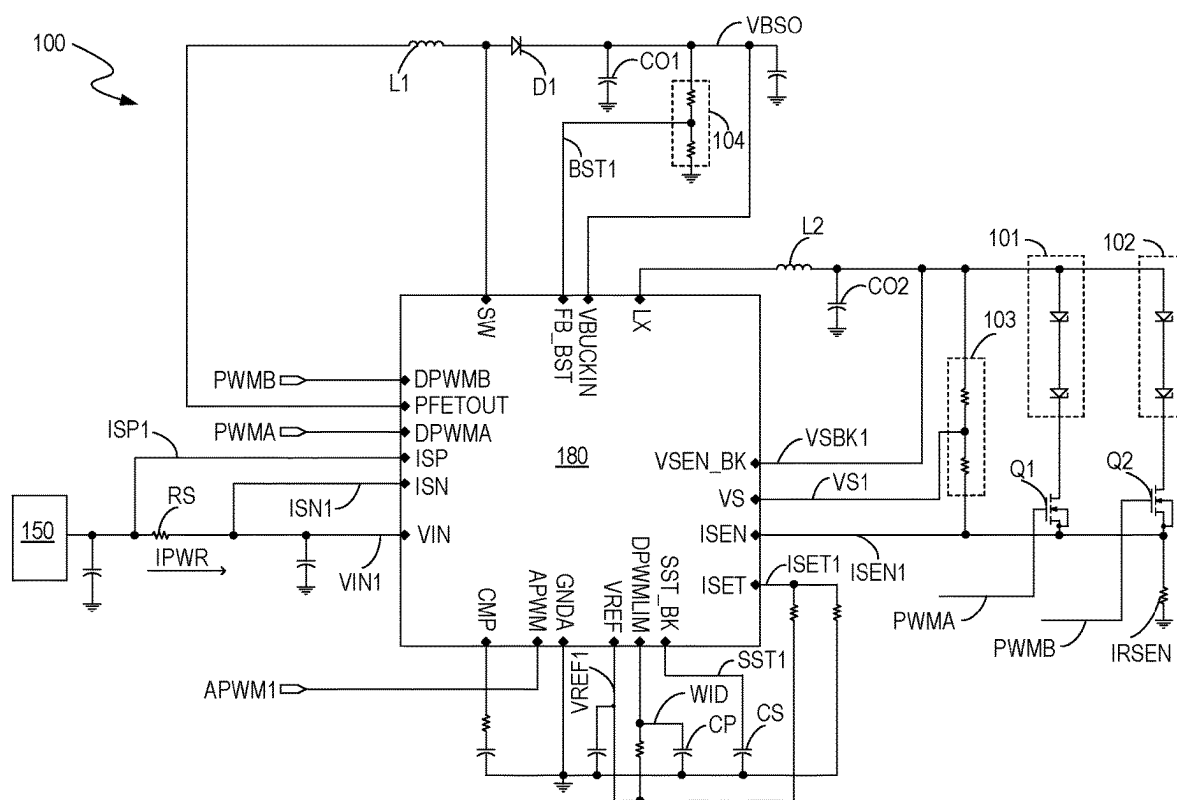 100
VBSO
L1
D1
CO1
104
BST1
L2
101
102
CO2
103
SW
FB_BST
VBUCKIN
LX
PWMB
DPWMB
PFETOUT
PWMA
DPWMA
ISP1
ISP
180
VSEN_BK
VSBK1
Q1
Q2
RS
ISN
ISN1
VS
VS1
150
VIN
ISEN
IPWR
VIN1
ISEN1
ISET
ISET1
CMP
APWM
GNDA
VREF
DPWMLIM
SST_BK
PWMA
PWMB
IRSEN
APWM1
VREF1
SST1
WID
CP
CS